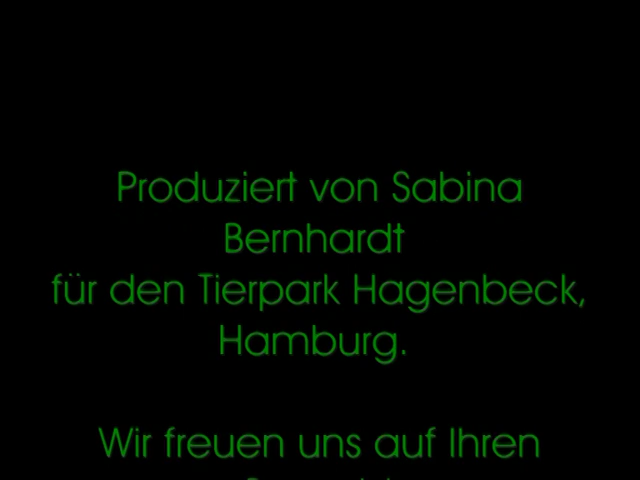 Produziert von Sabina
Bernhardt
für den Tierpark Hagenbeck,
Hamburg.
Wir freuen uns auf Ihren